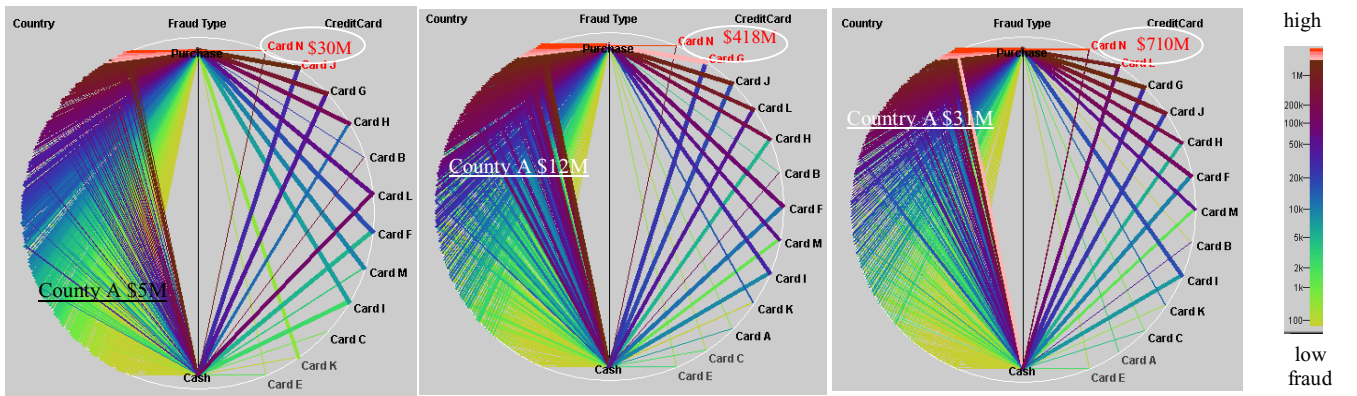 Country Fraud Type CreditCard
Card N $30M
Purchase
Card J
Card G
Card H
Card B
Card L
Card F
County A $5M
Card M
Card I
Card C
Card K
Cash
Card E
Country Fraud Type CreditCard
Card N $418M
Purchase
Card G
Card J
Card L
Card H
County A $12M
Card B
Card F
Card M
Card I
Card K
Card A
Card C
Cash
Card E
Country Fraud Type CreditCard
Card N $710M
Purchase
Card L
Card G
Card J
Country A $31M
Card H
Card F
Card M
Card B
Card I
Card K
Card C
Card A
Cash
Card E
high
1M
200k
100k
50k
20k
10k
5k
2k
1k
100
low
fraud